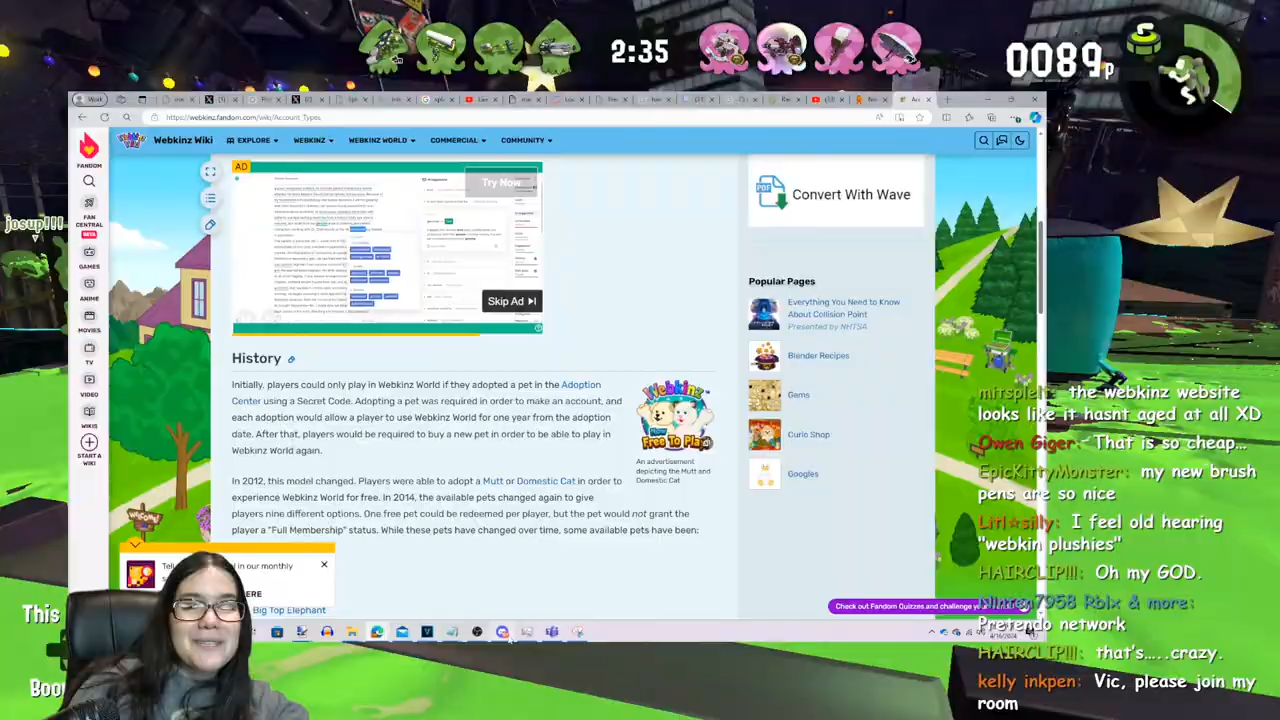 2:35
0089p
Work
https://webkinz.fandom.com/wiki/Account_Types
Webkinz Wiki
EXPLORE
WEBKINZ
WEBKINZ WORLD
COMMERCIAL
COMMUNITY
FANDOM
FAN CENTRAL
BETA
GAMES
ANIME
MOVIES
TV
VIDEO
WIKIS
START A WIKI
AD
Try Now
Skip Ad
PDF
Convert With Wave
Popular Pages
Everything You Need to Know
About Collision Point
Presented by NHTSA
Blender Recipes
Gems
Curio Shop
Googles
History
Initially, players could only play in Webkinz World if they adopted a pet in the Adoption
Center using a Secret Code. Adopting a pet was required in order to make an account, and
each adoption would allow a player to use Webkinz World for one year from the adoption
date. After that, players would be required to buy a new pet in order to be able to play in
Webkinz World again.
Webkinz
Free To Play
An advertisement
depicting the Mutt and
Domestic Cat
In 2012, this model changed. Players were able to adopt a Mutt or Domestic Cat in order to
experience Webkinz World for free. In 2014, the available pets changed again to give
players nine different options. One free pet could be redeemed per player, but the pet would not grant the
player a "Full Membership" status. While these pets have changed over time, some available pets have been:
in our monthly
Big Top Elephant
Check out Fandom Quizzes and challenge
4/16/2024
This
Boo
mitsplelt: the webkinz website
looks like it hasnt aged at all XD
Owen Giger: That is so cheap...
EpicKittyMonster: my new brush
pens are so nice
Litl★silly: I feel old hearing
"webkin plushies"
HAIRCLIP!!!: Oh my GOD.
Roblx & more:
Pretendo network
HAIRCLIP!!!: that's.....crazy.
kelly inkpen: Vic, please join my
room